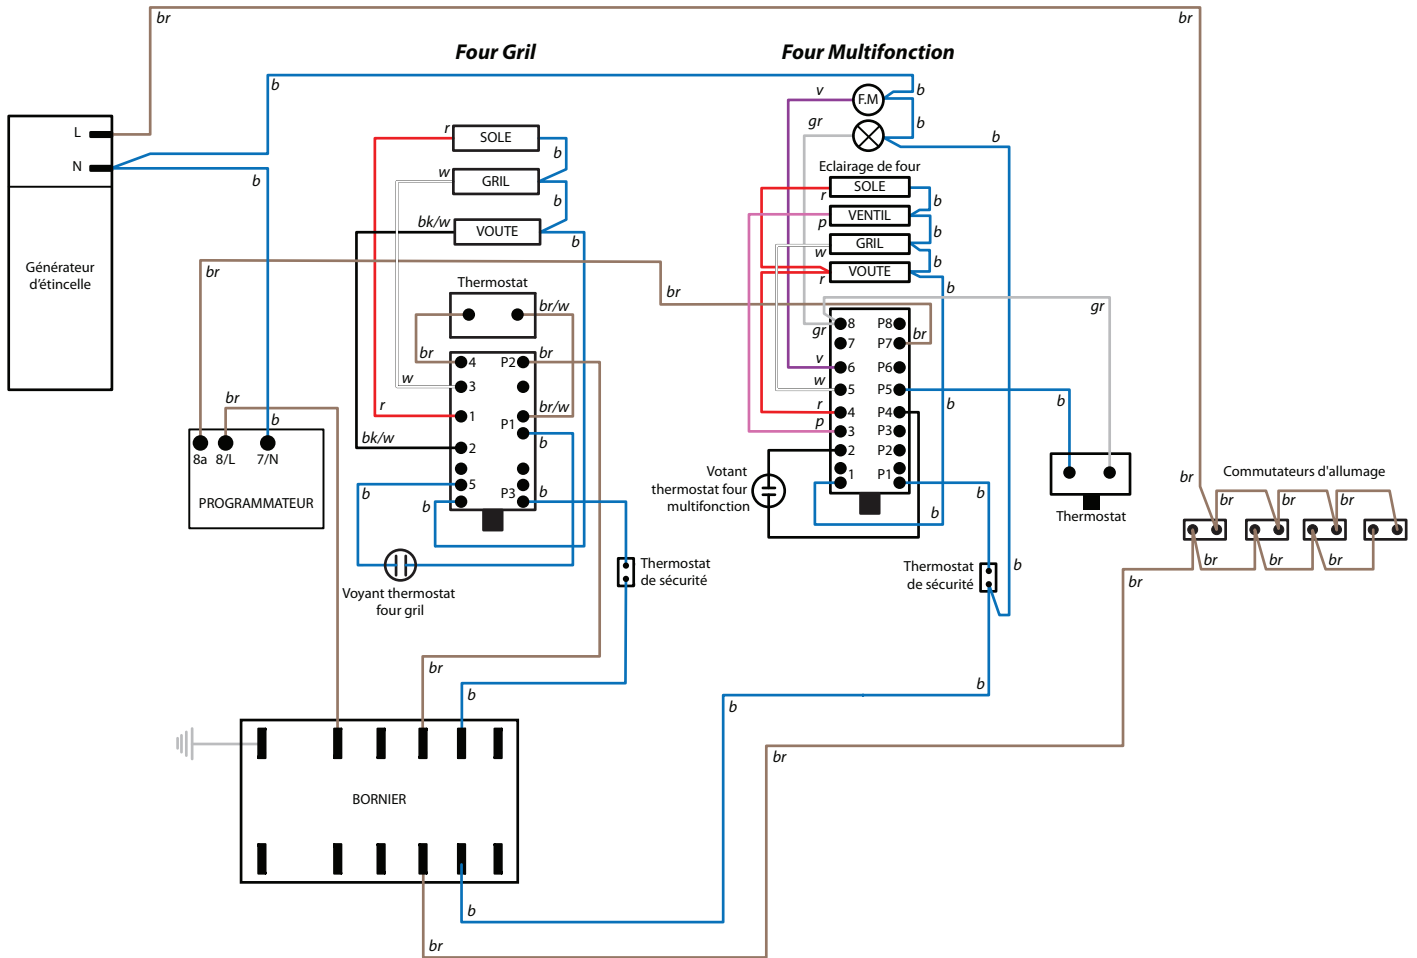 br
br
Four Gril
Four Multifonction
b
v
F.M
b
L
gr
b
r
SOLE
b
b
N
w
GRIL
Eclairage de four
b
b
SOLE
r
b
bk/w
VOUTE
b
VENTIL
p
b
GRIL
w
b
Générateur
d'étincelle
br
VOUTE
r
Thermostat
br
b
br/w
gr
8
P8
gr
br
7
P7
br
4
P2
br
v
6
P6
w
3
w
5
P5
b
br
r
1
br/w
r
4
P4
b
b
P1
p
3
P3
bk/w
2
b
2
P2
8a
8/L
7/N
Votant
thermostat four
multifonction
1
P1
Commutateurs d'allumage
b
5
P3
b
br
br
br
br
PROGRAMMATEUR
b
b
Thermostat
br
br
br
Thermostat
de sécurité
Thermostat
de sécurité
b
br
Voyant thermostat
four gril
br
b
b
b
br
BORNIER
b
br